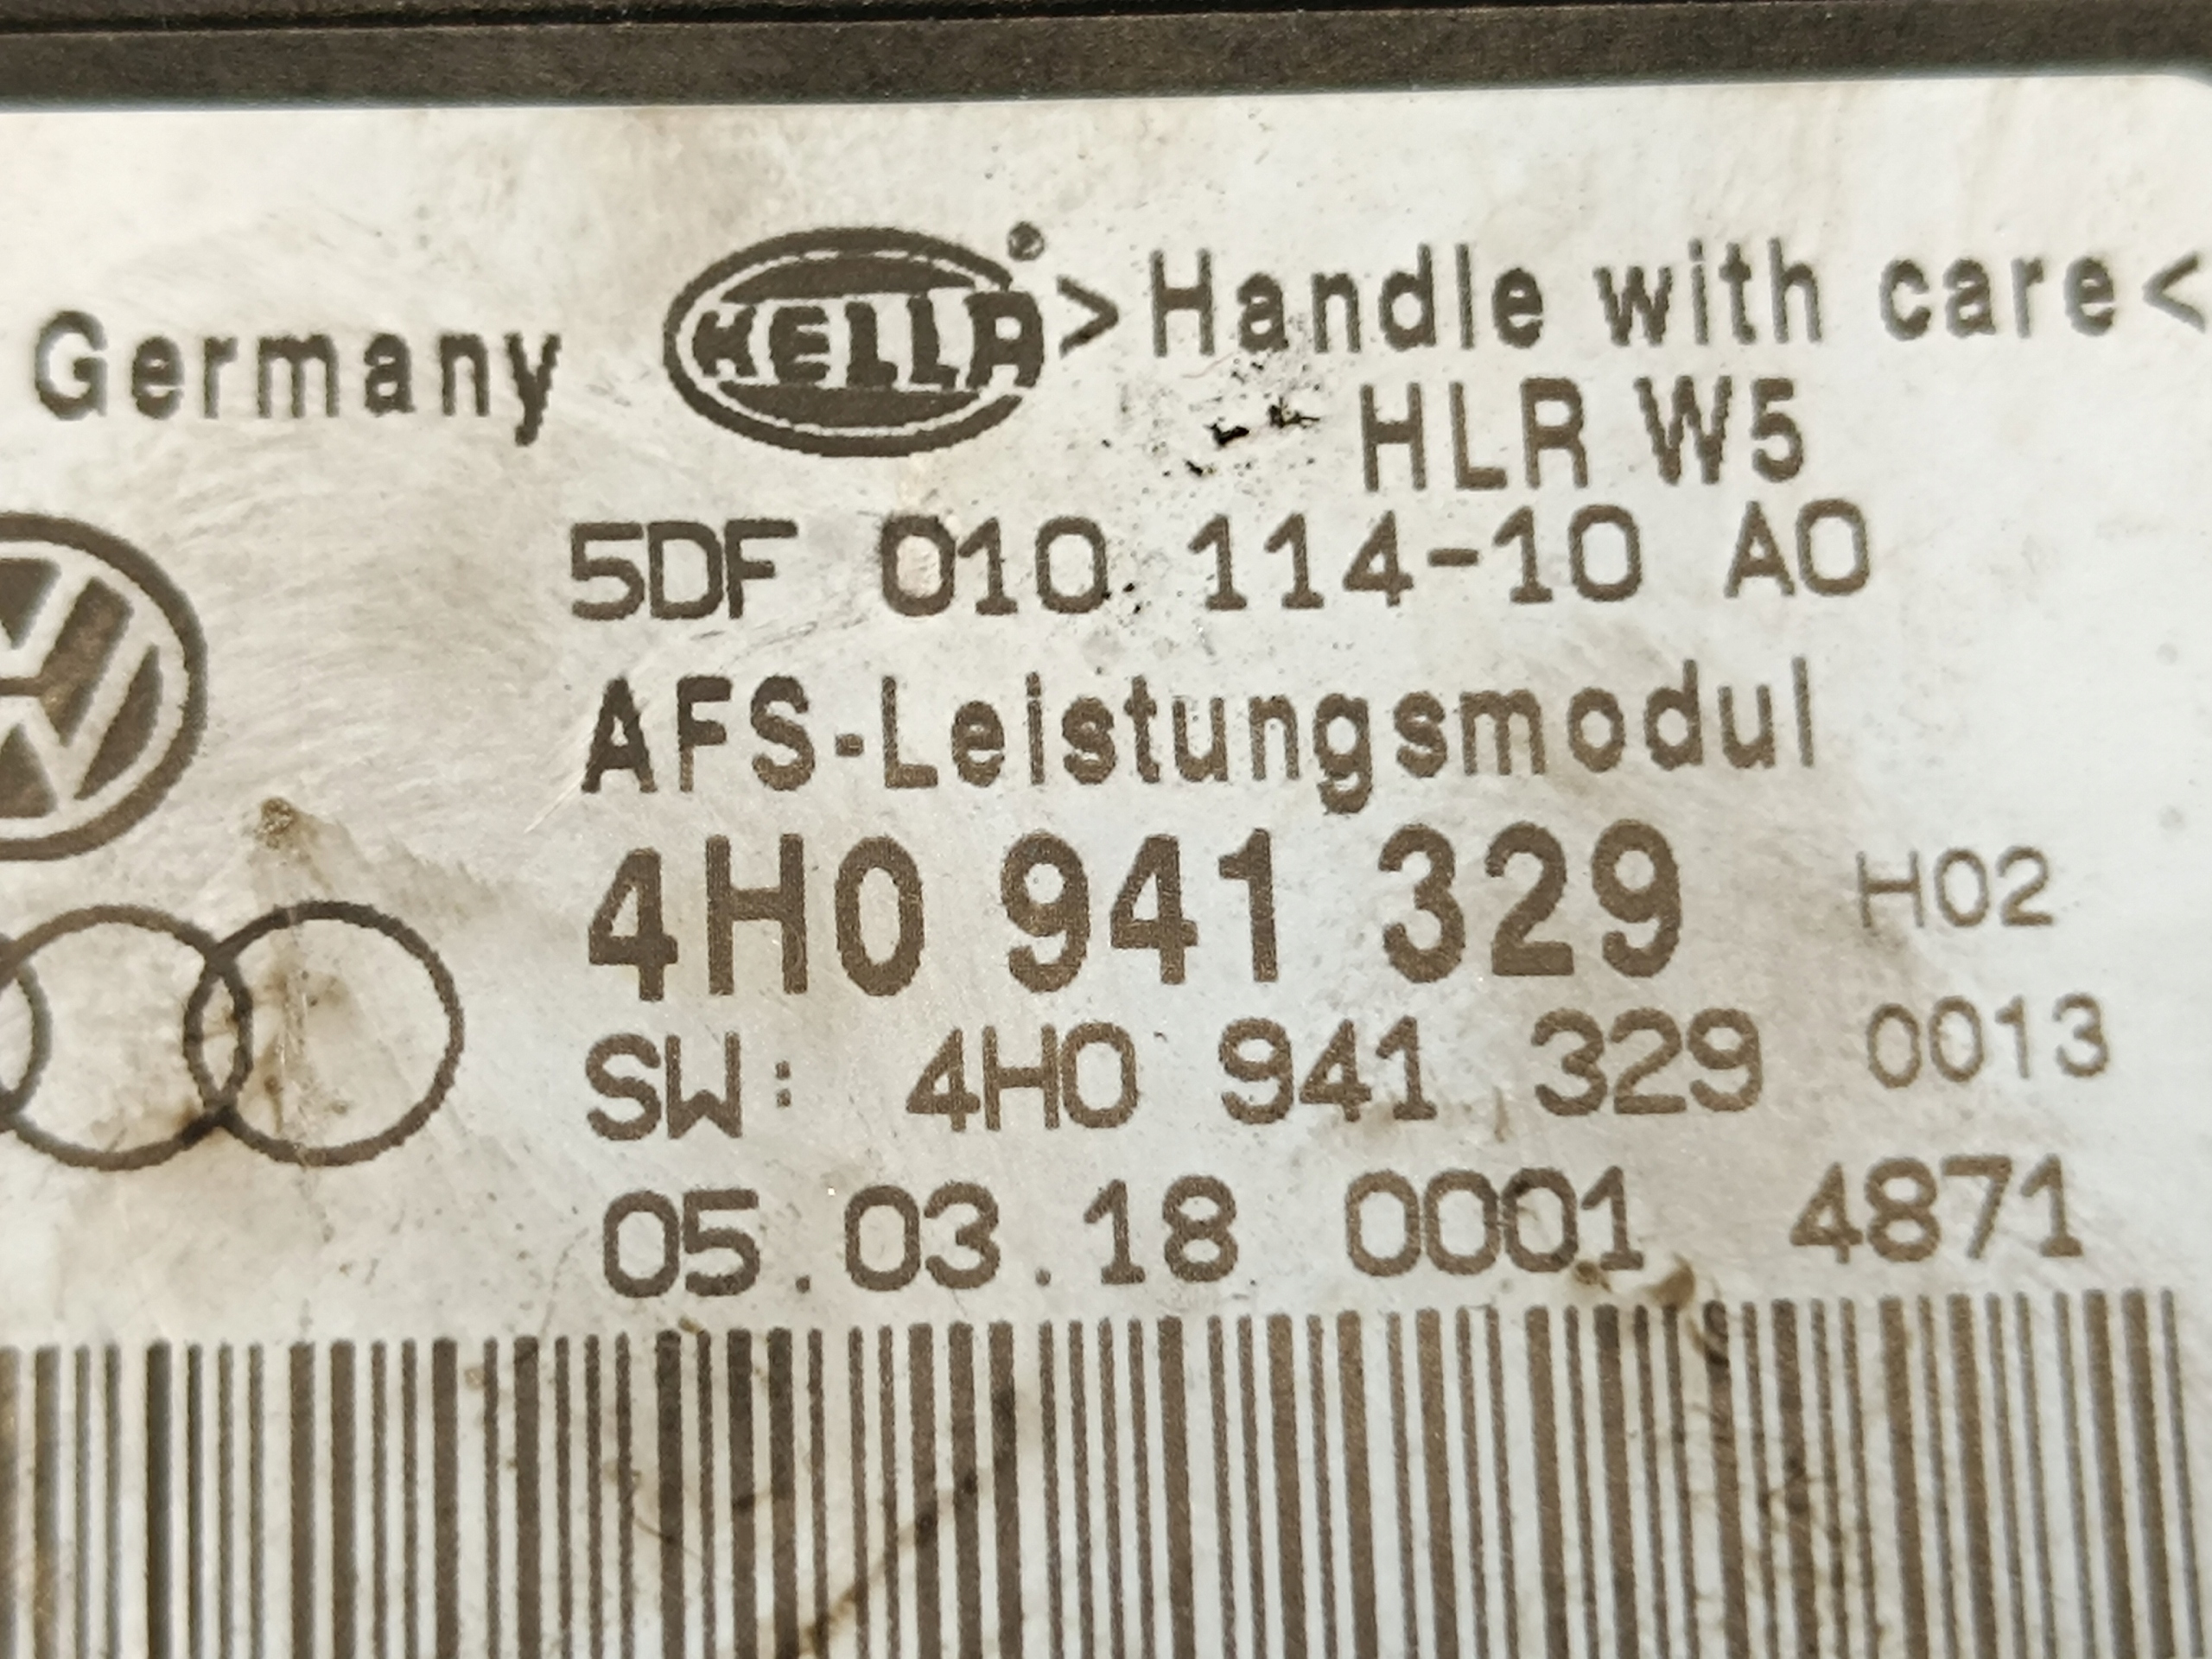 Germany HELLA® >Handle with care<
HLR W5
5DF 010 114-10 A0
AFS-Leistungsmodul
4H0 941 329 H02
SW: 4H0 941 329 0013
05.03.18 0001 4871